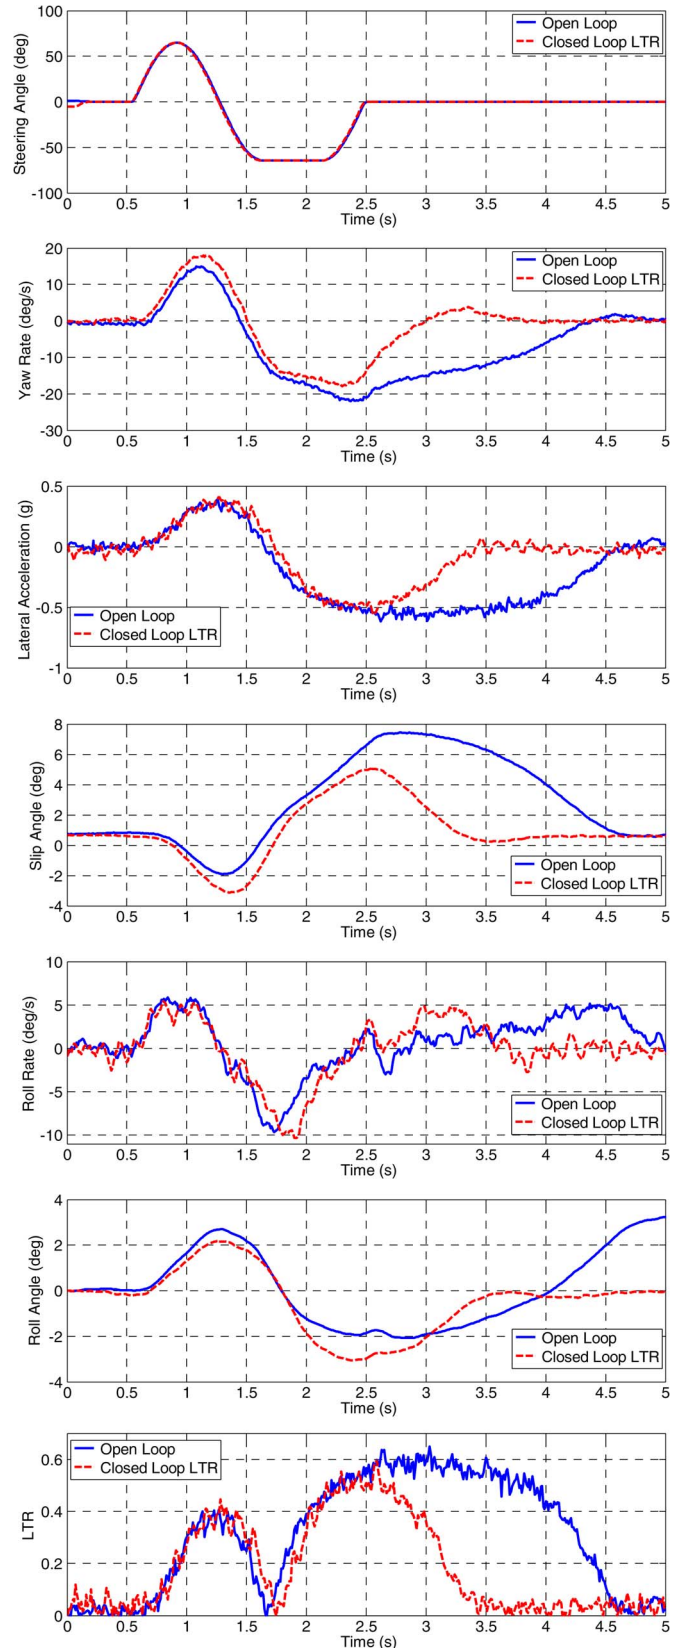 100
50
0
-50
-100
Steering Angle (deg)
Open Loop
Closed Loop LTR
0 0.5 1 1.5 2 2.5 3 3.5 4 4.5 5
Time (s)
20
10
0
-10
-20
-30
Yaw Rate (deg/s)
Open Loop
Closed Loop LTR
0 0.5 1 1.5 2 2.5 3 3.5 4 4.5 5
Time (s)
0.5
0
-0.5
-1
Lateral Acceleration (g)
Open Loop
Closed Loop LTR
0 0.5 1 1.5 2 2.5 3 3.5 4 4.5 5
Time (s)
8
6
4
2
0
-2
-4
Slip Angle (deg)
Open Loop
Closed Loop LTR
0 0.5 1 1.5 2 2.5 3 3.5 4 4.5 5
Time (s)
10
5
0
-5
-10
Roll Rate (deg/s)
Open Loop
Closed Loop LTR
0 0.5 1 1.5 2 2.5 3 3.5 4 4.5 5
Time (s)
4
2
0
-2
-4
Roll Angle (deg)
Open Loop
Closed Loop LTR
0 0.5 1 1.5 2 2.5 3 3.5 4 4.5 5
Time (s)
0.6
0.4
0.2
0
LTR
Open Loop
Closed Loop LTR
0 0.5 1 1.5 2 2.5 3 3.5 4 4.5 5
Time (s)